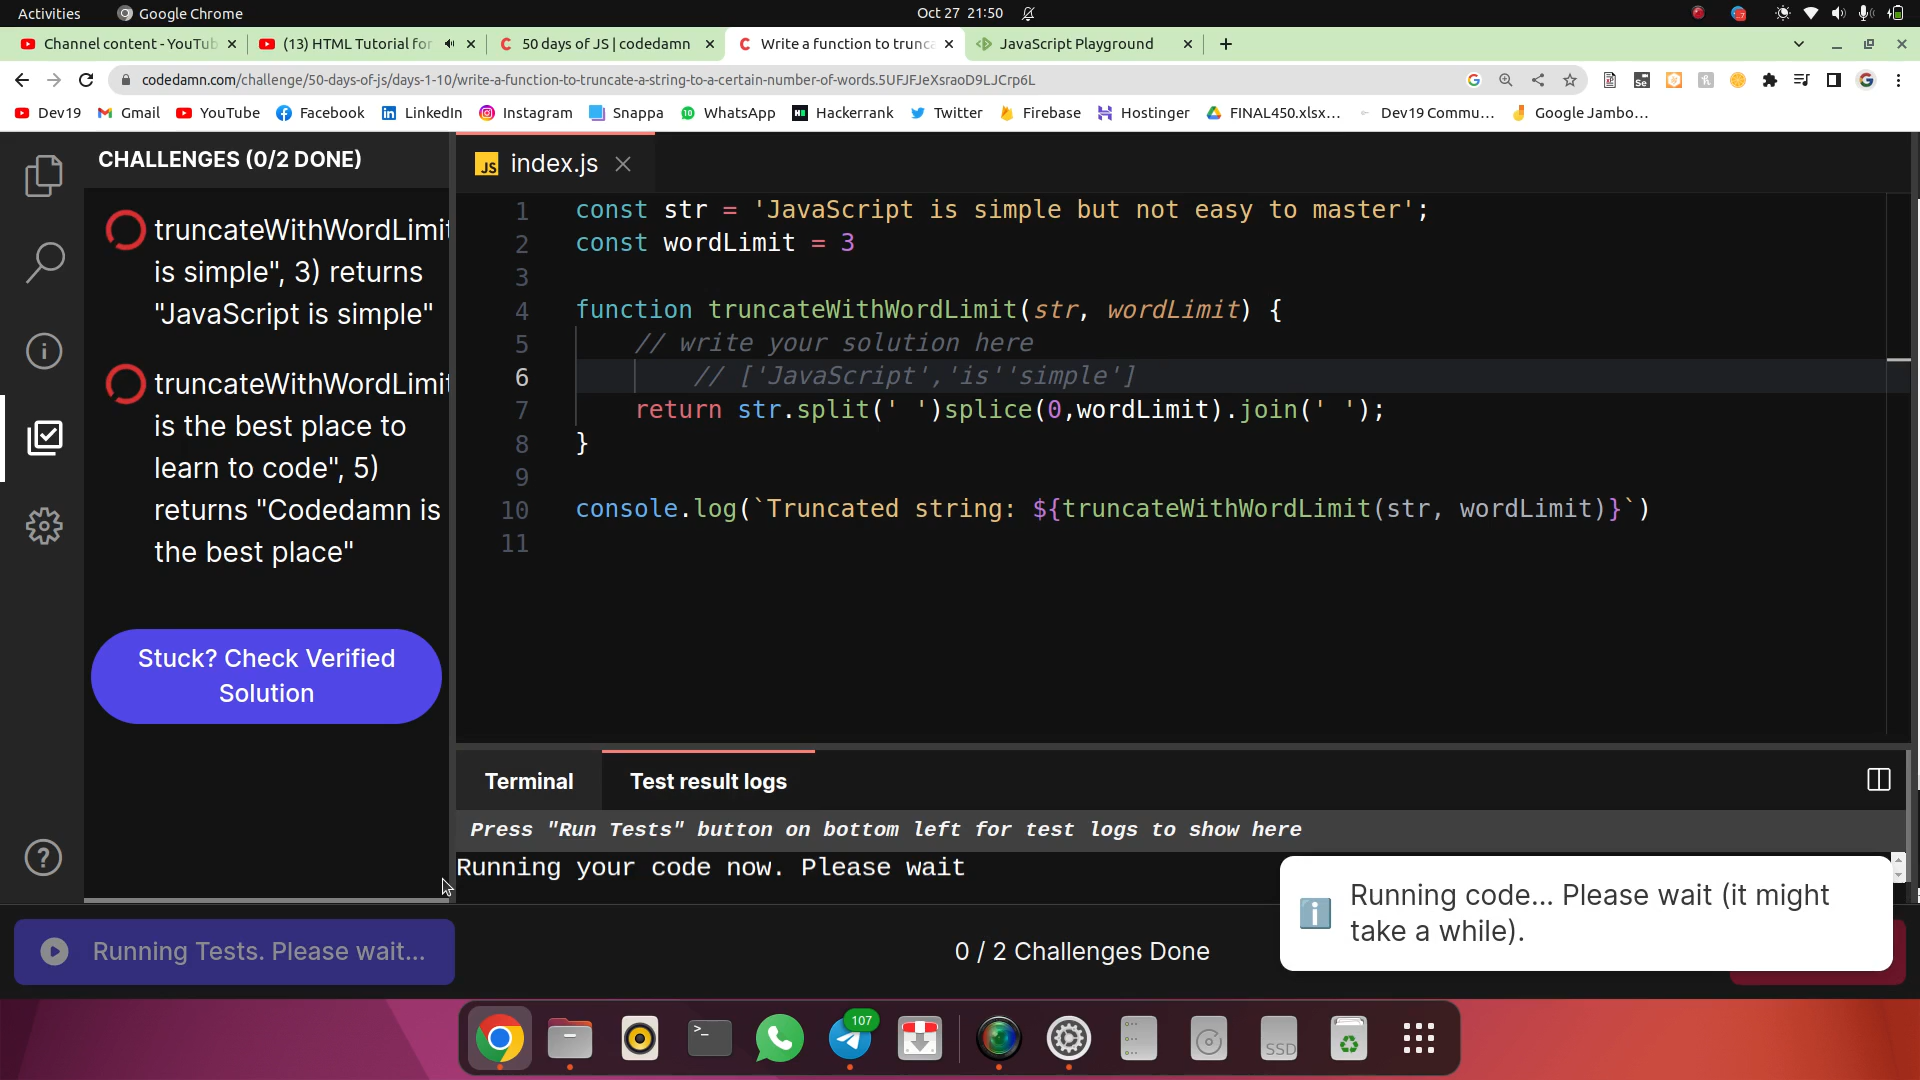 Activities
Google Chrome
Oct 27 21:50
Channel content - YouTub
(13) HTML Tutorial for
50 days of JS | codedamn
Write a function to trunca
JavaScript Playground
codedamn.com/challenge/50-days-of-js/days-1-10/write-a-function-to-truncate-a-string-to-a-certain-number-of-words.5UFJFJeXsraoD9LJCrp6L
Dev19
Gmail
YouTube
Facebook
LinkedIn
Instagram
Snappa
WhatsApp
Hackerrank
Twitter
Firebase
Hostinger
FINAL450.xlsx...
Dev19 Commu...
Google Jambo...
CHALLENGES (0/2 DONE)
truncateWithWordLimit
is simple", 3) returns
"JavaScript is simple"
truncateWithWordLimit
is the best place to
learn to code", 5)
returns "Codedamn is
the best place"
Stuck? Check Verified
Solution
JS index.js
1 const str = 'JavaScript is simple but not easy to master';
2 const wordLimit = 3
3
4 function truncateWithWordLimit(str, wordLimit) {
5 // write your solution here
6 // ['JavaScript','is''simple']
7 return str.split(' ')splice(0,wordLimit).join(' ');
8 }
9
10 console.log(`Truncated string: ${truncateWithWordLimit(str, wordLimit)}`)
11
Terminal
Test result logs
Press "Run Tests" button on bottom left for test logs to show here
Running your code now. Please wait
Running code... Please wait (it might
take a while).
Running Tests. Please wait...
0 / 2 Challenges Done
107
SSD